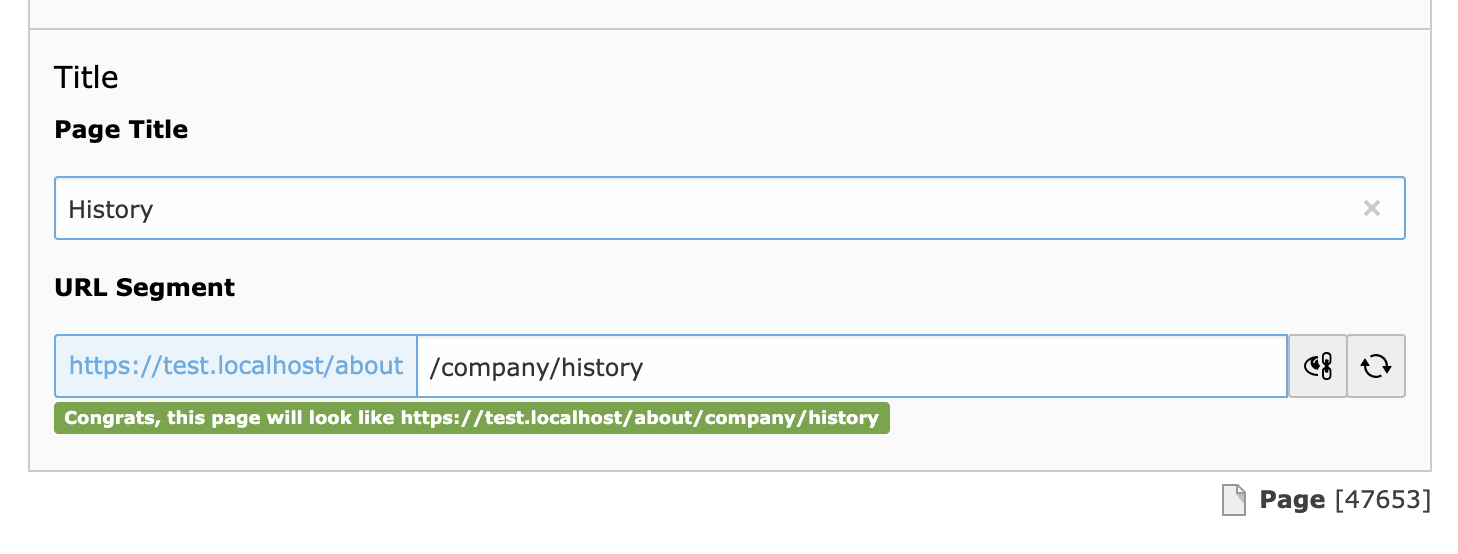 Title
Page Title
History
URL Segment
https://test.localhost/about /company/history
Congrats, this page will look like https://test.localhost/about/company/history
Page [47653]